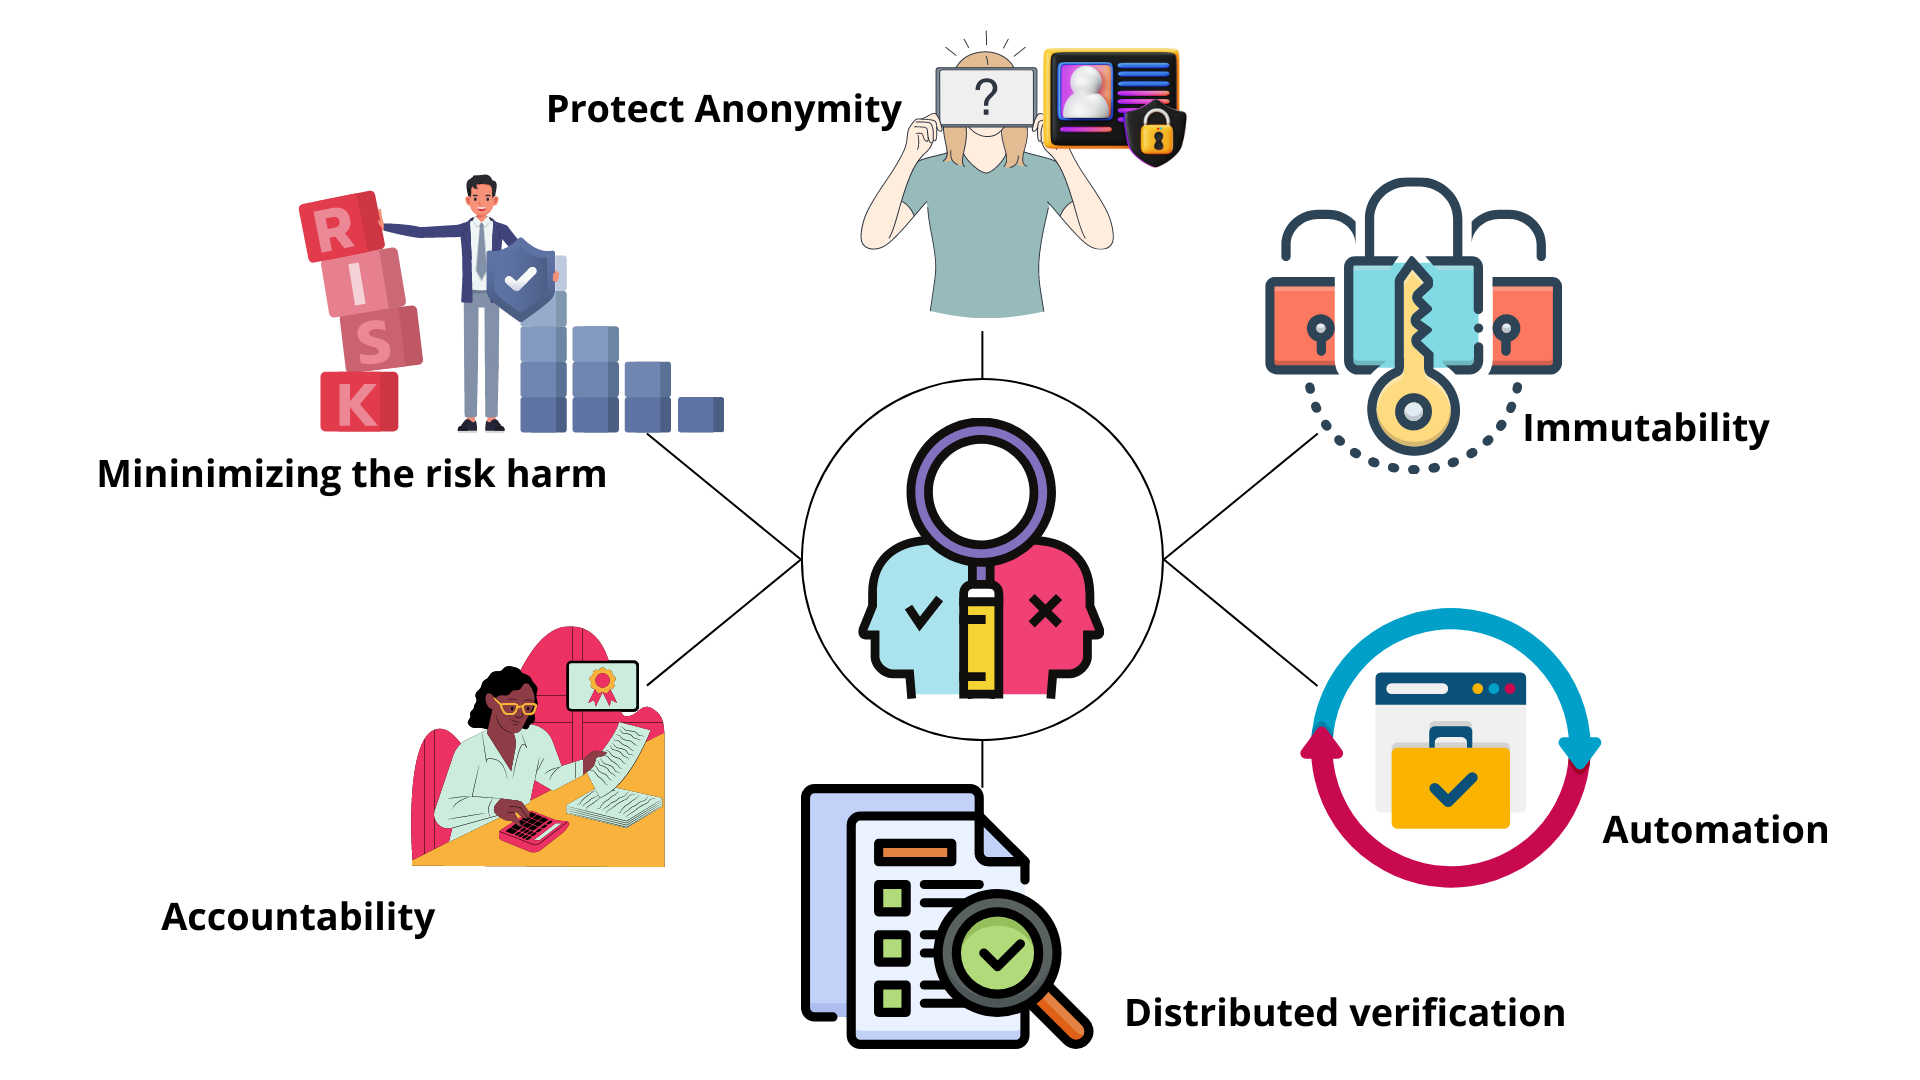 Protect Anonymity
?
R
I
S
K
Mininimizing the risk harm
Immutability
Automation
Accountability
Distributed verification